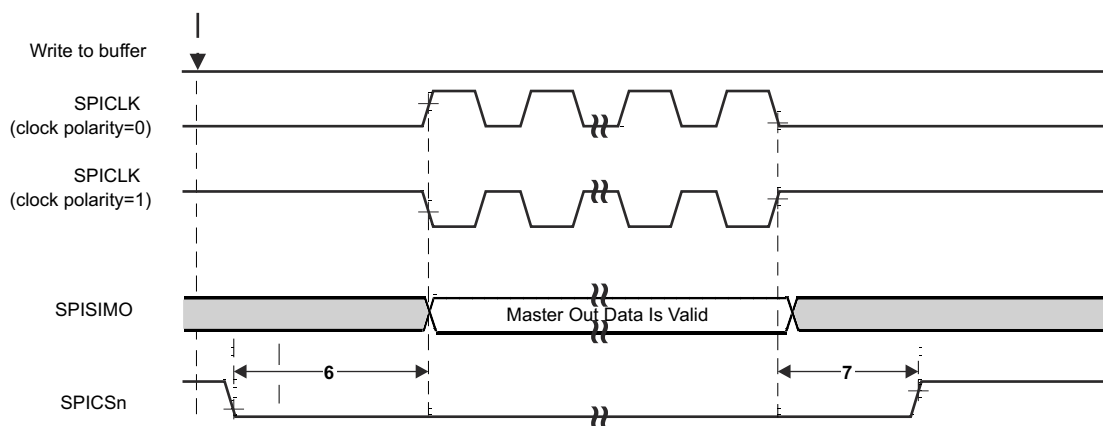 Write to buffer
SPICLK
(clock polarity=0)
SPICLK
(clock polarity=1)
SPISIMO
Master Out Data Is Valid
6
7
SPICSn